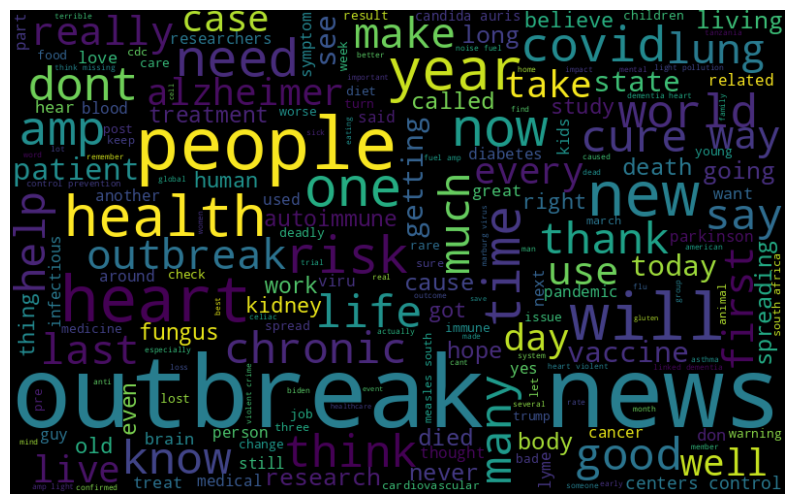 really
case
researchers
need
see
result
part
food
love
cdc
care
week
symptom
make
long
candida auris
believe
children
living
noise fuel
better
terrible
think missing
covid
lung
year
dont
hear
blood
alzheimer
cell
diet
important
take
state
related
home
impact
mental
light pollution
tanzania
amp
treatment
worse
turn
called
study
world
find
dementia heart
family
post
keep
said
people
sick
eating
now
kids
cure
way
patient
word
lot
remember
fuel amp
diabetes
caused
young
dead
control prevention
global
human
one
getting
every
death
going
another
used
women
great
right
want
help
health
autoimmune
much
new
say
deadly
rare
march
parkinson
infectious
outbreak
risk
time
marburg virus
man
thank
american
around
check
trial
real
viru
sure
cause
use
today
first
spreading
south africa
thing
work
next
pandemic
flu
group
animal
heart
kidney
life
got
outcome
save
issue
will
medicine
best
fungus
spread
celiac
actually
immune
made
day
gluten
last
chronic
hope
vaccine
especially
system
heart violent
asthma
linked dementia
outbreak
news
anti
loss
biden
event
cant
yes
let
several
month
rate
pre
even
lost
violent crime
healthcare
measles south
many
trump
mind
guy
job
three
person
died
don
warning
member
old
brain
change
think
thought
body
cancer
good
well
live
know
still
bad
lyme
never
treat
medical
research
centers control
amp light
confirmed
cardiovascular
someone
early